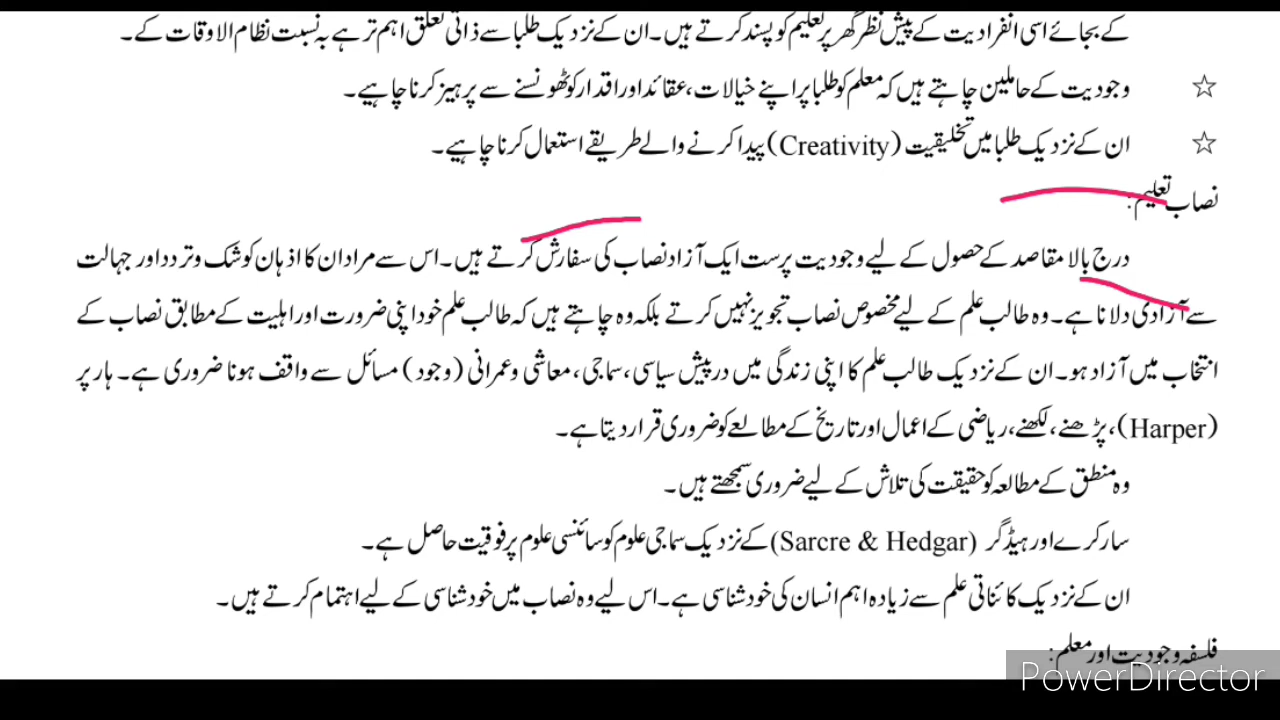 کے بجائے اسی انفرادیت کے پیش نظر گھر پر تعلیم کو پسند کرتے ہیں۔ ان کے نزدیک طلبا سے ذاتی تعلق اہم تر ہے بہ نسبت نظام الاوقات کے۔
☆ وجودیت کے حاملین چاہتے ہیں کہ معلم کو طلبا پر اپنے خیالات، عقائد اور اقدار کو ٹھونسنے سے پرہیز کرنا چاہیے۔
☆ ان کے نزدیک طلبا میں تخلیقیت (Creativity) پیدا کرنے والے طریقے استعمال کرنا چاہیے۔
نصاب تعلیم:
درج بالا مقاصد کے حصول کے لیے وجودیت پرست ایک آزاد نصاب کی سفارش کرتے ہیں۔ اس سے مراد ان کا اذہان کو شک و تردد اور جہالت
سے آزادی دلانا ہے۔ وہ طالب علم کے لیے مخصوص نصاب تجویز نہیں کرتے بلکہ وہ چاہتے ہیں کہ طالب علم خود اپنی ضرورت اور اہلیت کے مطابق نصاب کے
انتخاب میں آزاد ہو۔ ان کے نزدیک طالب علم کا اپنی زندگی میں درپیش سیاسی، سماجی، معاشی و عمرانی (وجود) مسائل سے واقف ہونا ضروری ہے۔ ہارپر
(Harper)، پڑھنے، لکھنے، ریاضی کے اعمال اور تاریخ کے مطالعے کو ضروری قرار دیتا ہے۔
وہ منطق کے مطالعہ کو حقیقت کی تلاش کے لیے ضروری سمجھتے ہیں۔
سارکرے اور ہیڈگر (Sarcre & Hedgar) کے نزدیک سماجی علوم کو سائنسی علوم پر فوقیت حاصل ہے۔
ان کے نزدیک کائناتی علم سے زیادہ اہم انسان کی خود شناسی ہے۔ اس لیے وہ نصاب میں خود شناسی کے لیے اہتمام کرتے ہیں۔
فلسفہ وجودیت اور معلم:
PowerDirector